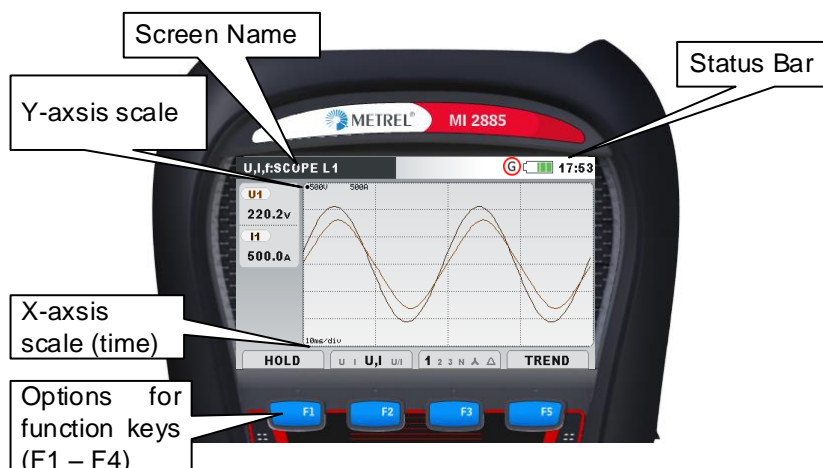 Screen Name
Status Bar
Y-axsis scale
METREL®
MI 2885
U,I,f:SCOPE L1
G
17:53
U1
220.2v
I1
500.0A
500V 500A
10ms/div
X-axsis
scale (time)
HOLD
U I U,I U/I
1 2 3 N
TREND
Options for
function keys
(F1 – F4)
F1
F2
F3
F5